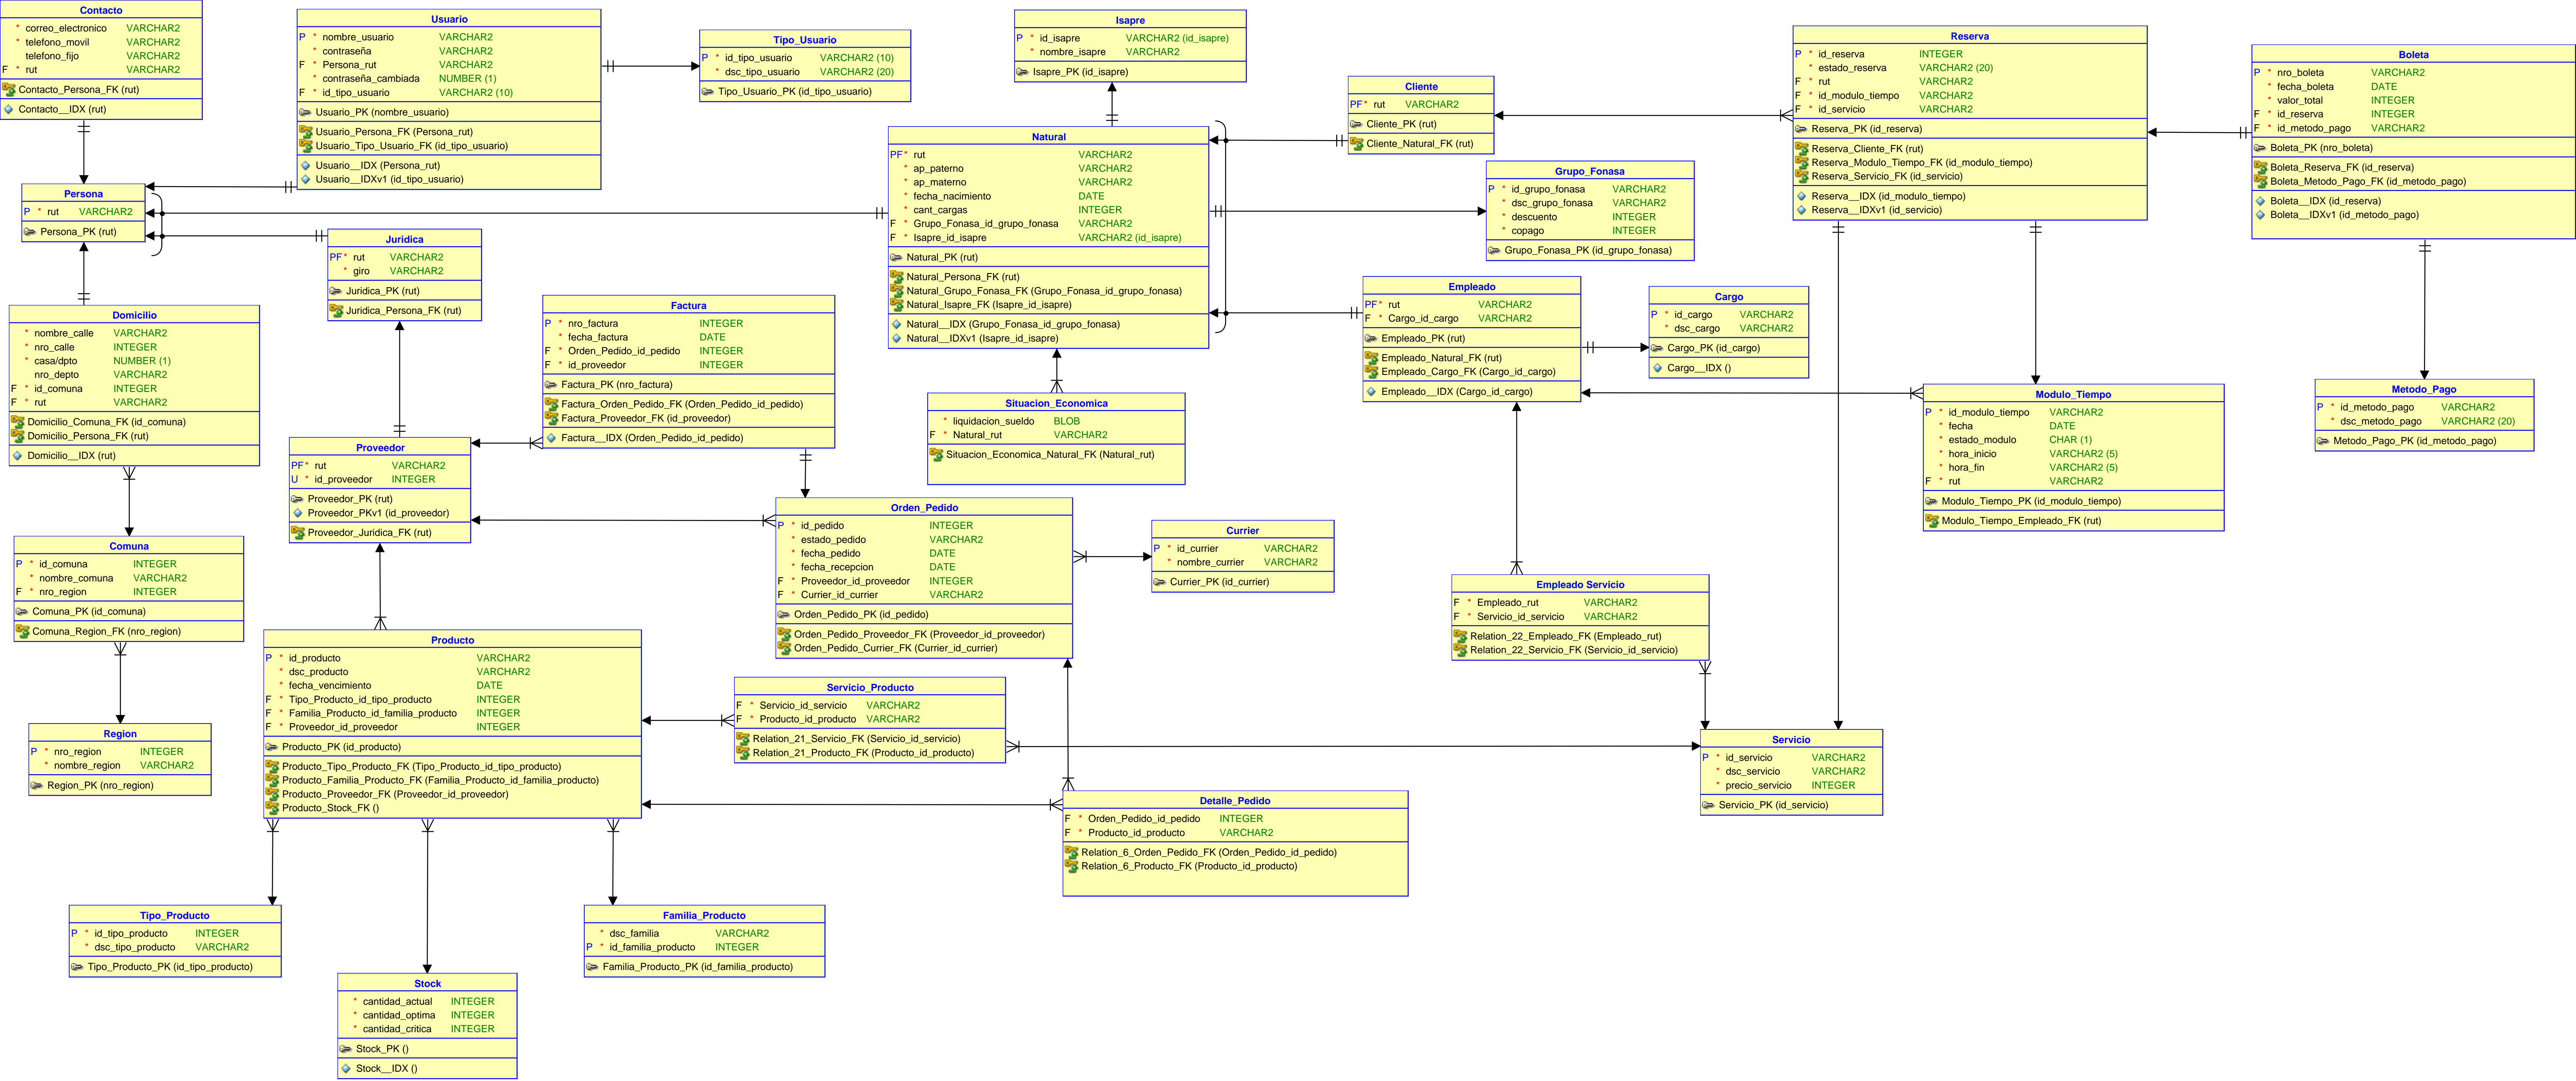 Contacto
* correo_electronico VARCHAR2
* telefono_movil VARCHAR2
telefono_fijo VARCHAR2
F * rut VARCHAR2
Contacto_Persona_FK (rut)
Contacto__IDX (rut)
Usuario
P * nombre_usuario VARCHAR2
* contraseña VARCHAR2
F * Persona_rut VARCHAR2
* contraseña_cambiada NUMBER (1)
F * id_tipo_usuario VARCHAR2 (10)
Usuario_PK (nombre_usuario)
Usuario_Persona_FK (Persona_rut)
Usuario_Tipo_Usuario_FK (id_tipo_usuario)
Usuario__IDX (Persona_rut)
Usuario__IDXv1 (id_tipo_usuario)
Tipo_Usuario
P * id_tipo_usuario VARCHAR2 (10)
* dsc_tipo_usuario VARCHAR2 (20)
Tipo_Usuario_PK (id_tipo_usuario)
Isapre
P * id_isapre VARCHAR2 (id_isapre)
* nombre_isapre VARCHAR2
Isapre_PK (id_isapre)
Cliente
PF* rut VARCHAR2
Cliente_PK (rut)
Cliente_Natural_FK (rut)
Reserva
P * id_reserva INTEGER
* estado_reserva VARCHAR2 (20)
F * rut VARCHAR2
F * id_modulo_tiempo VARCHAR2
F * id_servicio VARCHAR2
Reserva_PK (id_reserva)
Reserva_Cliente_FK (rut)
Reserva_Modulo_Tiempo_FK (id_modulo_tiempo)
Reserva_Servicio_FK (id_servicio)
Reserva__IDX (id_modulo_tiempo)
Reserva__IDXv1 (id_servicio)
Boleta
P * nro_boleta VARCHAR2
* fecha_boleta DATE
* valor_total INTEGER
F * id_reserva INTEGER
F * id_metodo_pago VARCHAR2
Boleta_PK (nro_boleta)
Boleta_Reserva_FK (id_reserva)
Boleta_Metodo_Pago_FK (id_metodo_pago)
Boleta__IDX (id_reserva)
Boleta__IDXv1 (id_metodo_pago)
Persona
P * rut VARCHAR2
Persona_PK (rut)
Juridica
PF* rut VARCHAR2
* giro VARCHAR2
Juridica_PK (rut)
Juridica_Persona_FK (rut)
Natural
PF* rut VARCHAR2
* ap_paterno VARCHAR2
* ap_materno VARCHAR2
* fecha_nacimiento DATE
* cant_cargas INTEGER
F * Grupo_Fonasa_id_grupo_fonasa VARCHAR2
F * Isapre_id_isapre VARCHAR2 (id_isapre)
Natural_PK (rut)
Natural_Persona_FK (rut)
Natural_Grupo_Fonasa_FK (Grupo_Fonasa_id_grupo_fonasa)
Natural_Isapre_FK (Isapre_id_isapre)
Natural__IDX (Grupo_Fonasa_id_grupo_fonasa)
Natural__IDXv1 (Isapre_id_isapre)
Grupo_Fonasa
P * id_grupo_fonasa VARCHAR2
* dsc_grupo_fonasa VARCHAR2
* descuento INTEGER
* copago INTEGER
Grupo_Fonasa_PK (id_grupo_fonasa)
Domicilio
* nombre_calle VARCHAR2
* nro_calle INTEGER
* casa/dpto NUMBER (1)
nro_depto VARCHAR2
F * id_comuna INTEGER
F * rut VARCHAR2
Domicilio_Comuna_FK (id_comuna)
Domicilio_Persona_FK (rut)
Domicilio__IDX (rut)
Factura
P * nro_factura INTEGER
* fecha_factura DATE
F * Orden_Pedido_id_pedido INTEGER
F * id_proveedor INTEGER
Factura_PK (nro_factura)
Factura_Orden_Pedido_FK (Orden_Pedido_id_pedido)
Factura_Proveedor_FK (id_proveedor)
Factura__IDX (Orden_Pedido_id_pedido)
Empleado
PF* rut VARCHAR2
F * Cargo_id_cargo VARCHAR2
Empleado_PK (rut)
Empleado_Natural_FK (rut)
Empleado_Cargo_FK (Cargo_id_cargo)
Empleado__IDX (Cargo_id_cargo)
Cargo
P * id_cargo VARCHAR2
* dsc_cargo VARCHAR2
Cargo_PK (id_cargo)
Cargo__IDX ()
Situacion_Economica
* liquidacion_sueldo BLOB
F * Natural_rut VARCHAR2
Situacion_Economica_Natural_FK (Natural_rut)
Modulo_Tiempo
P * id_modulo_tiempo VARCHAR2
* fecha DATE
* estado_modulo CHAR (1)
* hora_inicio VARCHAR2 (5)
* hora_fin VARCHAR2 (5)
F * rut VARCHAR2
Modulo_Tiempo_PK (id_modulo_tiempo)
Modulo_Tiempo_Empleado_FK (rut)
Metodo_Pago
P * id_metodo_pago VARCHAR2
* dsc_metodo_pago VARCHAR2 (20)
Metodo_Pago_PK (id_metodo_pago)
Proveedor
PF* rut VARCHAR2
U * id_proveedor INTEGER
Proveedor_PK (rut)
Proveedor_PKv1 (id_proveedor)
Proveedor_Juridica_FK (rut)
Orden_Pedido
P * id_pedido INTEGER
* estado_pedido VARCHAR2
* fecha_pedido DATE
* fecha_recepcion DATE
F * Proveedor_id_proveedor INTEGER
F * Currier_id_currier VARCHAR2
Orden_Pedido_PK (id_pedido)
Orden_Pedido_Proveedor_FK (Proveedor_id_proveedor)
Orden_Pedido_Currier_FK (Currier_id_currier)
Currier
P * id_currier VARCHAR2
* nombre_currier VARCHAR2
Currier_PK (id_currier)
Comuna
P * id_comuna INTEGER
* nombre_comuna VARCHAR2
F * nro_region INTEGER
Comuna_PK (id_comuna)
Comuna_Region_FK (nro_region)
Empleado Servicio
F * Empleado_rut VARCHAR2
F * Servicio_id_servicio VARCHAR2
Relation_22_Empleado_FK (Empleado_rut)
Relation_22_Servicio_FK (Servicio_id_servicio)
Producto
P * id_producto VARCHAR2
* dsc_producto VARCHAR2
* fecha_vencimiento DATE
F * Tipo_Producto_id_tipo_producto INTEGER
F * Familia_Producto_id_familia_producto INTEGER
F * Proveedor_id_proveedor INTEGER
Producto_PK (id_producto)
Producto_Tipo_Producto_FK (Tipo_Producto_id_tipo_producto)
Producto_Familia_Producto_FK (Familia_Producto_id_familia_producto)
Producto_Proveedor_FK (Proveedor_id_proveedor)
Producto_Stock_FK ()
Servicio_Producto
F * Servicio_id_servicio VARCHAR2
F * Producto_id_producto VARCHAR2
Relation_21_Servicio_FK (Servicio_id_servicio)
Relation_21_Producto_FK (Producto_id_producto)
Region
P * nro_region INTEGER
* nombre_region VARCHAR2
Region_PK (nro_region)
Servicio
P * id_servicio VARCHAR2
* dsc_servicio VARCHAR2
* precio_servicio INTEGER
Servicio_PK (id_servicio)
Detalle_Pedido
F * Orden_Pedido_id_pedido INTEGER
F * Producto_id_producto VARCHAR2
Relation_6_Orden_Pedido_FK (Orden_Pedido_id_pedido)
Relation_6_Producto_FK (Producto_id_producto)
Tipo_Producto
P * id_tipo_producto INTEGER
* dsc_tipo_producto VARCHAR2
Tipo_Producto_PK (id_tipo_producto)
Familia_Producto
* dsc_familia VARCHAR2
P * id_familia_producto INTEGER
Familia_Producto_PK (id_familia_producto)
Stock
* cantidad_actual INTEGER
* cantidad_optima INTEGER
* cantidad_critica INTEGER
Stock_PK ()
Stock__IDX ()